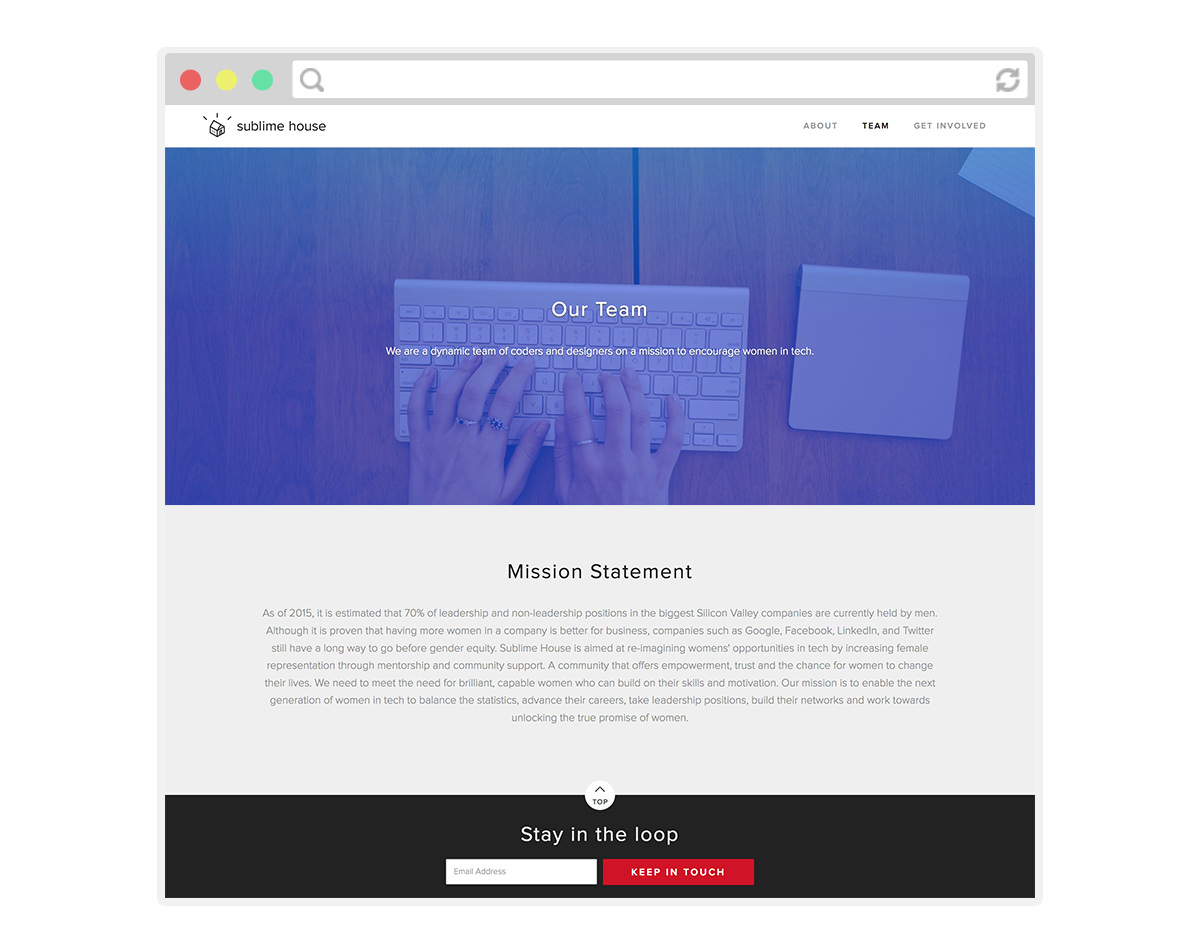 sublime house
ABOUT TEAM GET INVOLVED
Our Team
We are a dynamic team of coders and designers on a mission to encourage women in tech.
Mission Statement
As of 2015, it is estimated that 70% of leadership and non-leadership positions in the biggest Silicon Valley companies are currently held by men.
Although it is proven that having more women in a company is better for business, companies such as Google, Facebook, LinkedIn, and Twitter
still have a long way to go before gender equity. Sublime House is aimed at re-imagining womens' opportunities in tech by increasing female
representation through mentorship and community support. A community that offers empowerment, trust and the chance for women to change
their lives. We need to meet the need for brilliant, capable women who can build on their skills and motivation. Our mission is to enable the next
generation of women in tech to balance the statistics, advance their careers, take leadership positions, build their networks and work towards
unlocking the true promise of women.
TOP
Stay in the loop
Email Address
KEEP IN TOUCH